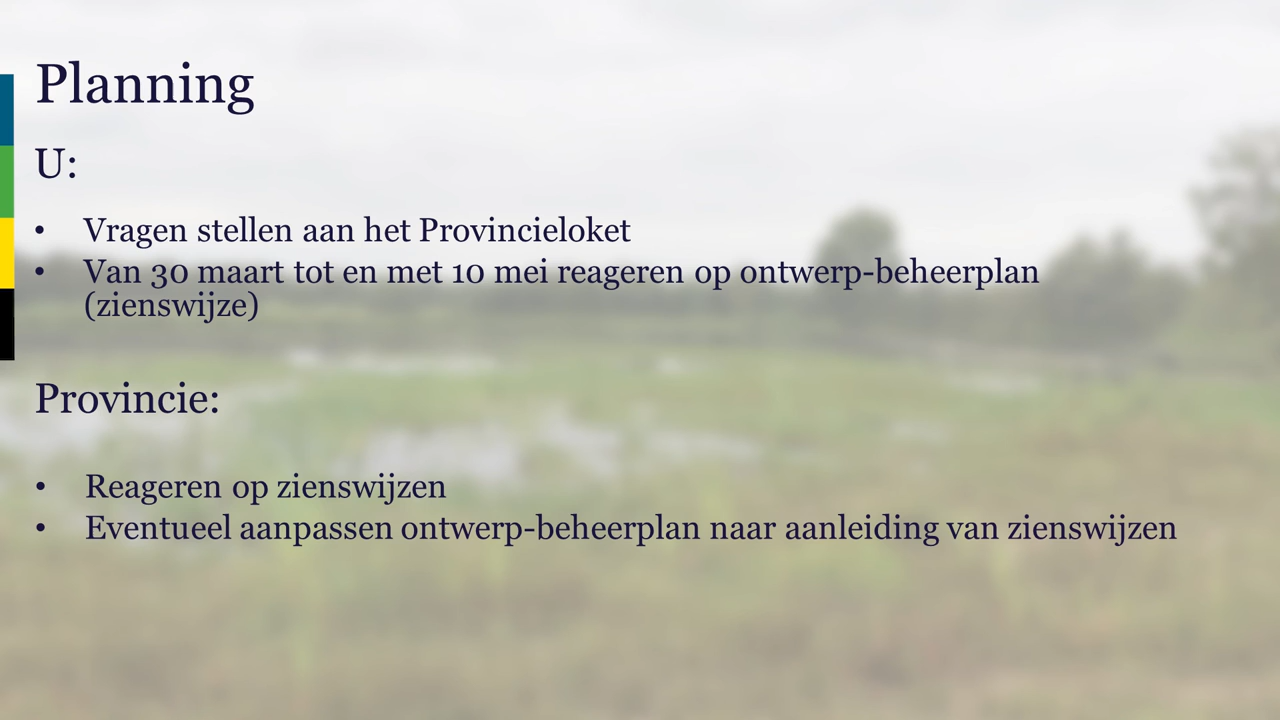 Planning
U:
• Vragen stellen aan het Provincieloket
• Van 30 maart tot en met 10 mei reageren op ontwerp-beheerplan
(zienswijze)
Provincie:
• Reageren op zienswijzen
• Eventueel aanpassen ontwerp-beheerplan naar aanleiding van zienswijzen